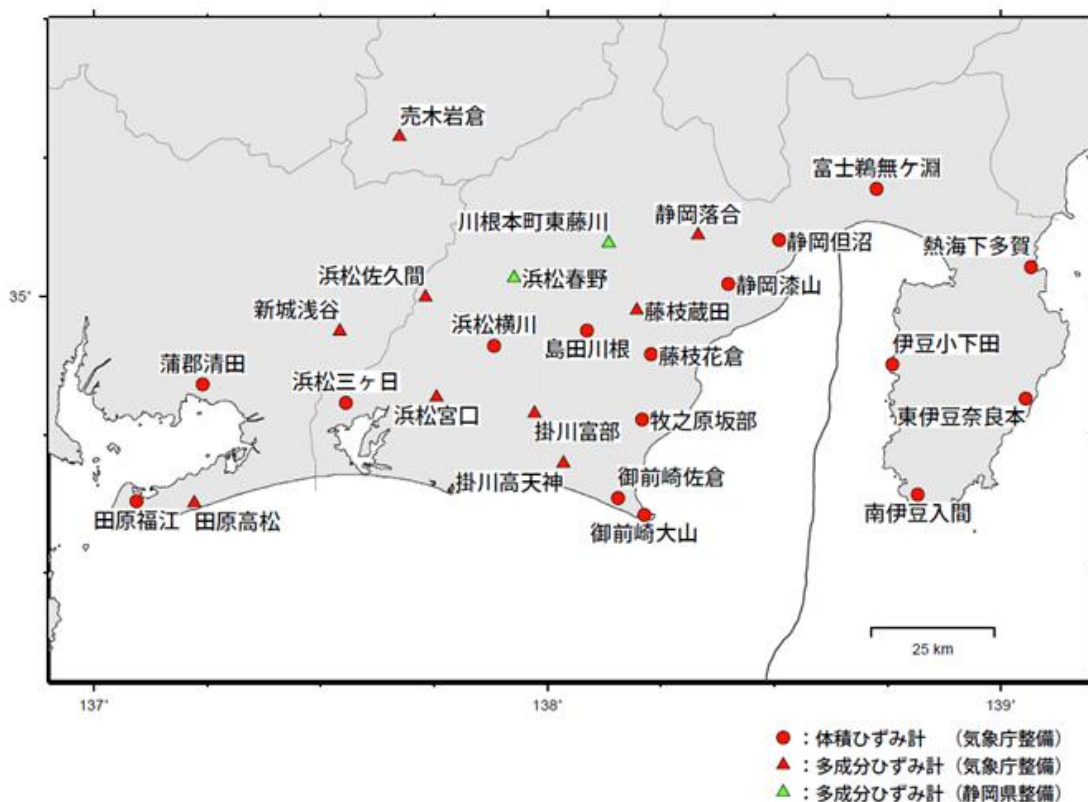 売木岩倉
富士鵜無ケ淵
川根本町東藤川
静岡落合
静岡但沼
熱海下多賀
浜松佐久間
浜松春野
静岡漆山
35°
新城浅谷
浜松横川
藤枝蔵田
島田川根
藤枝花倉
伊豆小下田
蒲郡清田
浜松三ヶ日
浜松宮口
掛川富部
牧之原坂部
東伊豆奈良本
掛川高天神
御前崎佐倉
田原福江
田原高松
御前崎大山
南伊豆入間
25 km
137°
138°
139°
：体積ひずみ計 （気象庁整備）
：多成分ひずみ計（気象庁整備）
：多成分ひずみ計（静岡県整備）